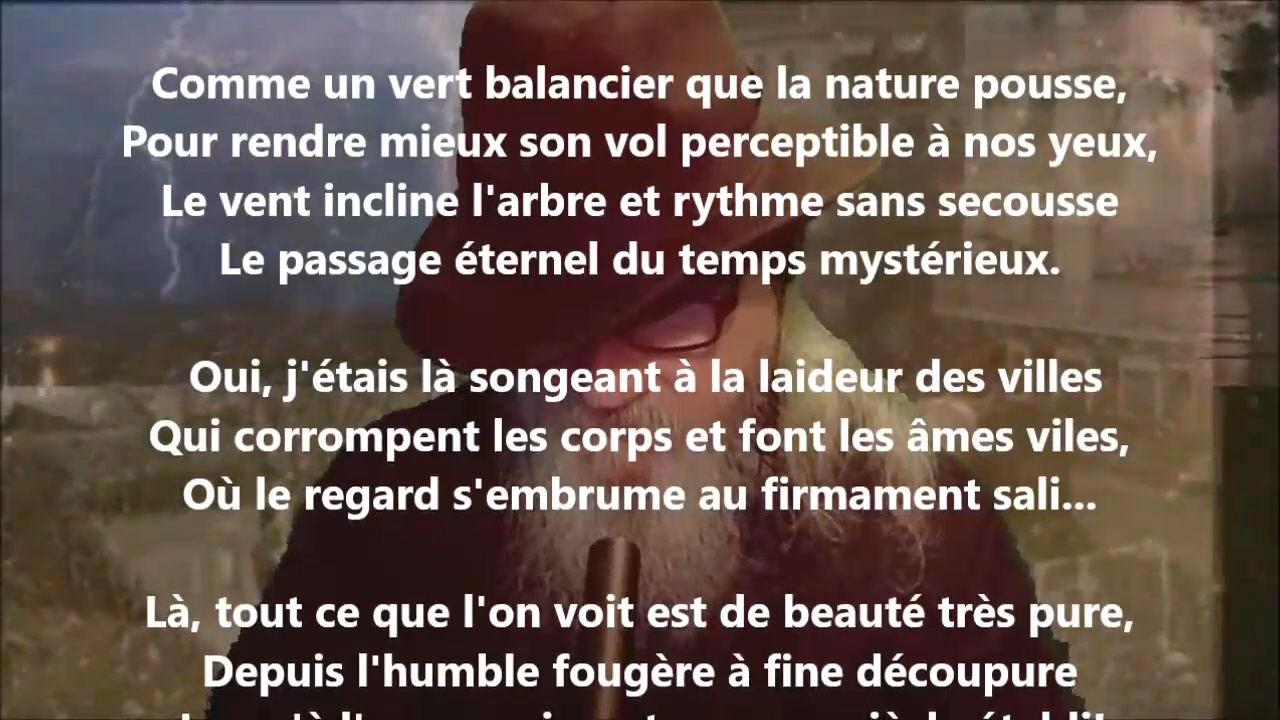 Comme un vert balancier que la nature pousse,
Pour rendre mieux son vol perceptible à nos yeux,
Le vent incline l'arbre et rythme sans secousse
Le passage éternel du temps mystérieux.
Oui, j'étais là songeant à la laideur des villes
Qui corrompent les corps et font les âmes viles,
Où le regard s'embrume au firmament sali...
Là, tout ce que l'on voit est de beauté très pure,
Depuis l'humble fougère à fine découpure